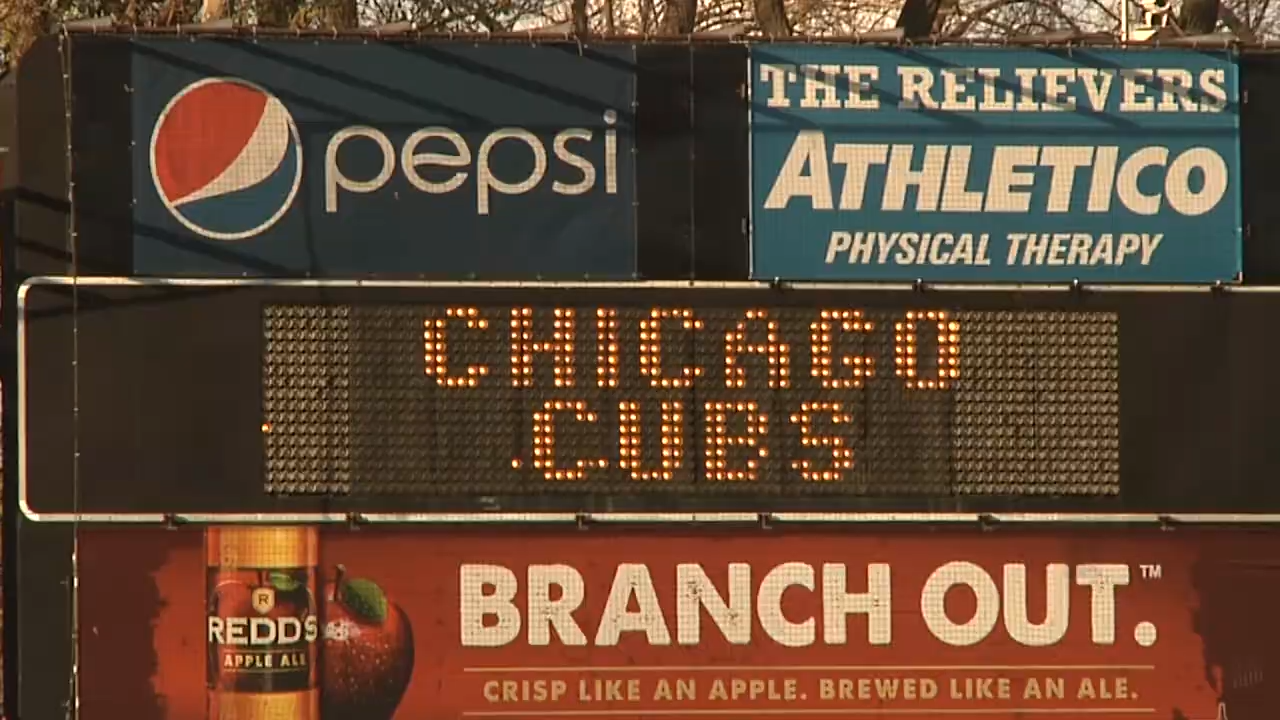 pepsi
THE RELIEVERS
ATHLETICO
PHYSICAL THERAPY
CHICAGO
CUBS
R
REDD'S
APPLE ALE
BRANCH OUT.™
CRISP LIKE AN APPLE. BREWED LIKE AN ALE.